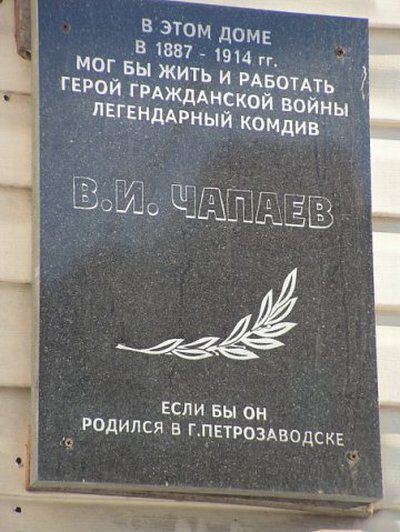 В ЭТОМ ДОМЕ
В 1887 - 1914 гг.
МОГ БЫ ЖИТЬ И РАБОТАТЬ
ГЕРОЙ ГРАЖДАНСКОЙ ВОЙНЫ
ЛЕГЕНДАРНЫЙ КОМДИВ
В.И. ЧАПАЕВ
ЕСЛИ БЫ ОН
РОДИЛСЯ В Г.ПЕТРОЗАВОДСКЕ